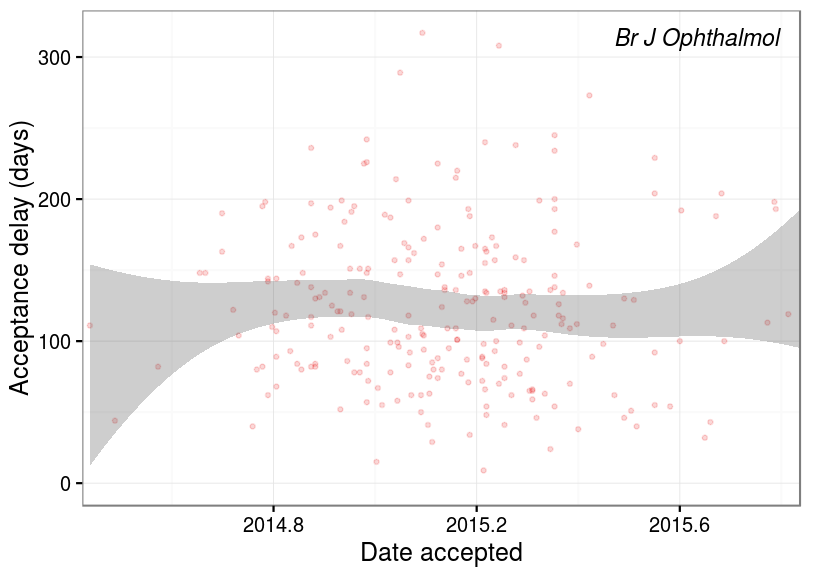 Br J Ophthalmol
300
200
100
0
Acceptance delay (days)
2014.8 2015.2 2015.6
Date accepted